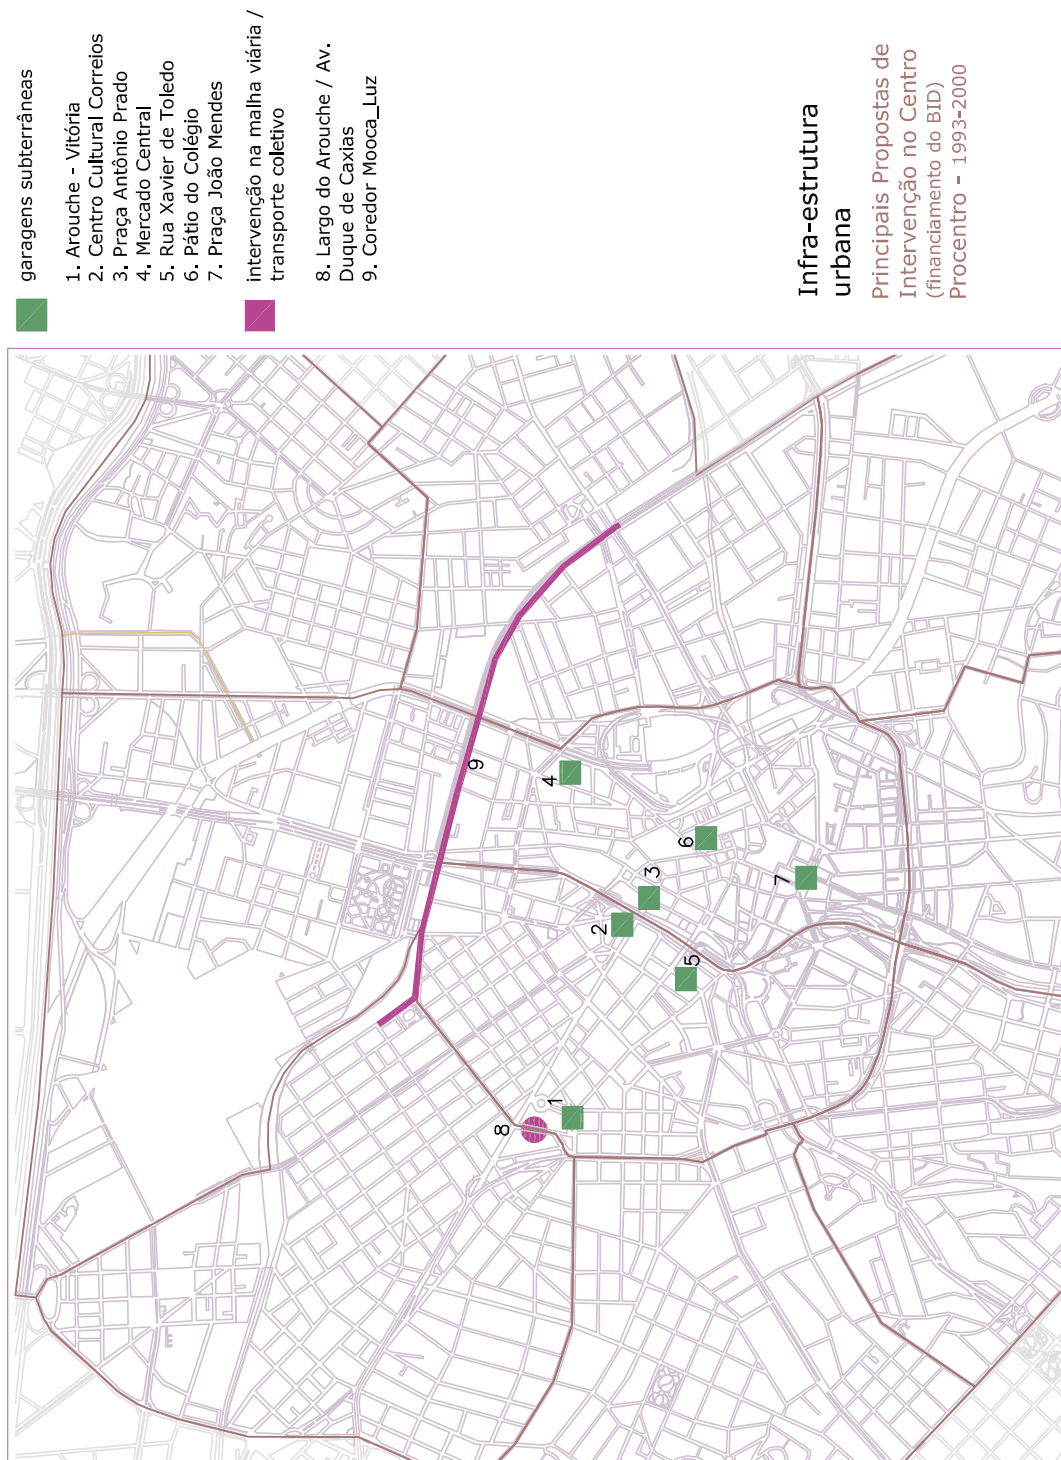 garagens subterrâneas
1. Arouche - Vitória
2. Centro Cultural Correios
3. Praça Antônio Prado
4. Mercado Central
5. Rua Xavier de Toledo
6. Pátio do Colégio
7. Praça João Mendes
intervenção na malha viária /
transporte coletivo
8. Largo do Arouche / Av.
Duque de Caxias
9. Coredor Mooca_Luz
Infra-estrutura
urbana
Principais Propostas de
Intervenção no Centro
(financiamento do BID)
Procentro - 1993-2000
9
4
6
3
7
2
5
1
8